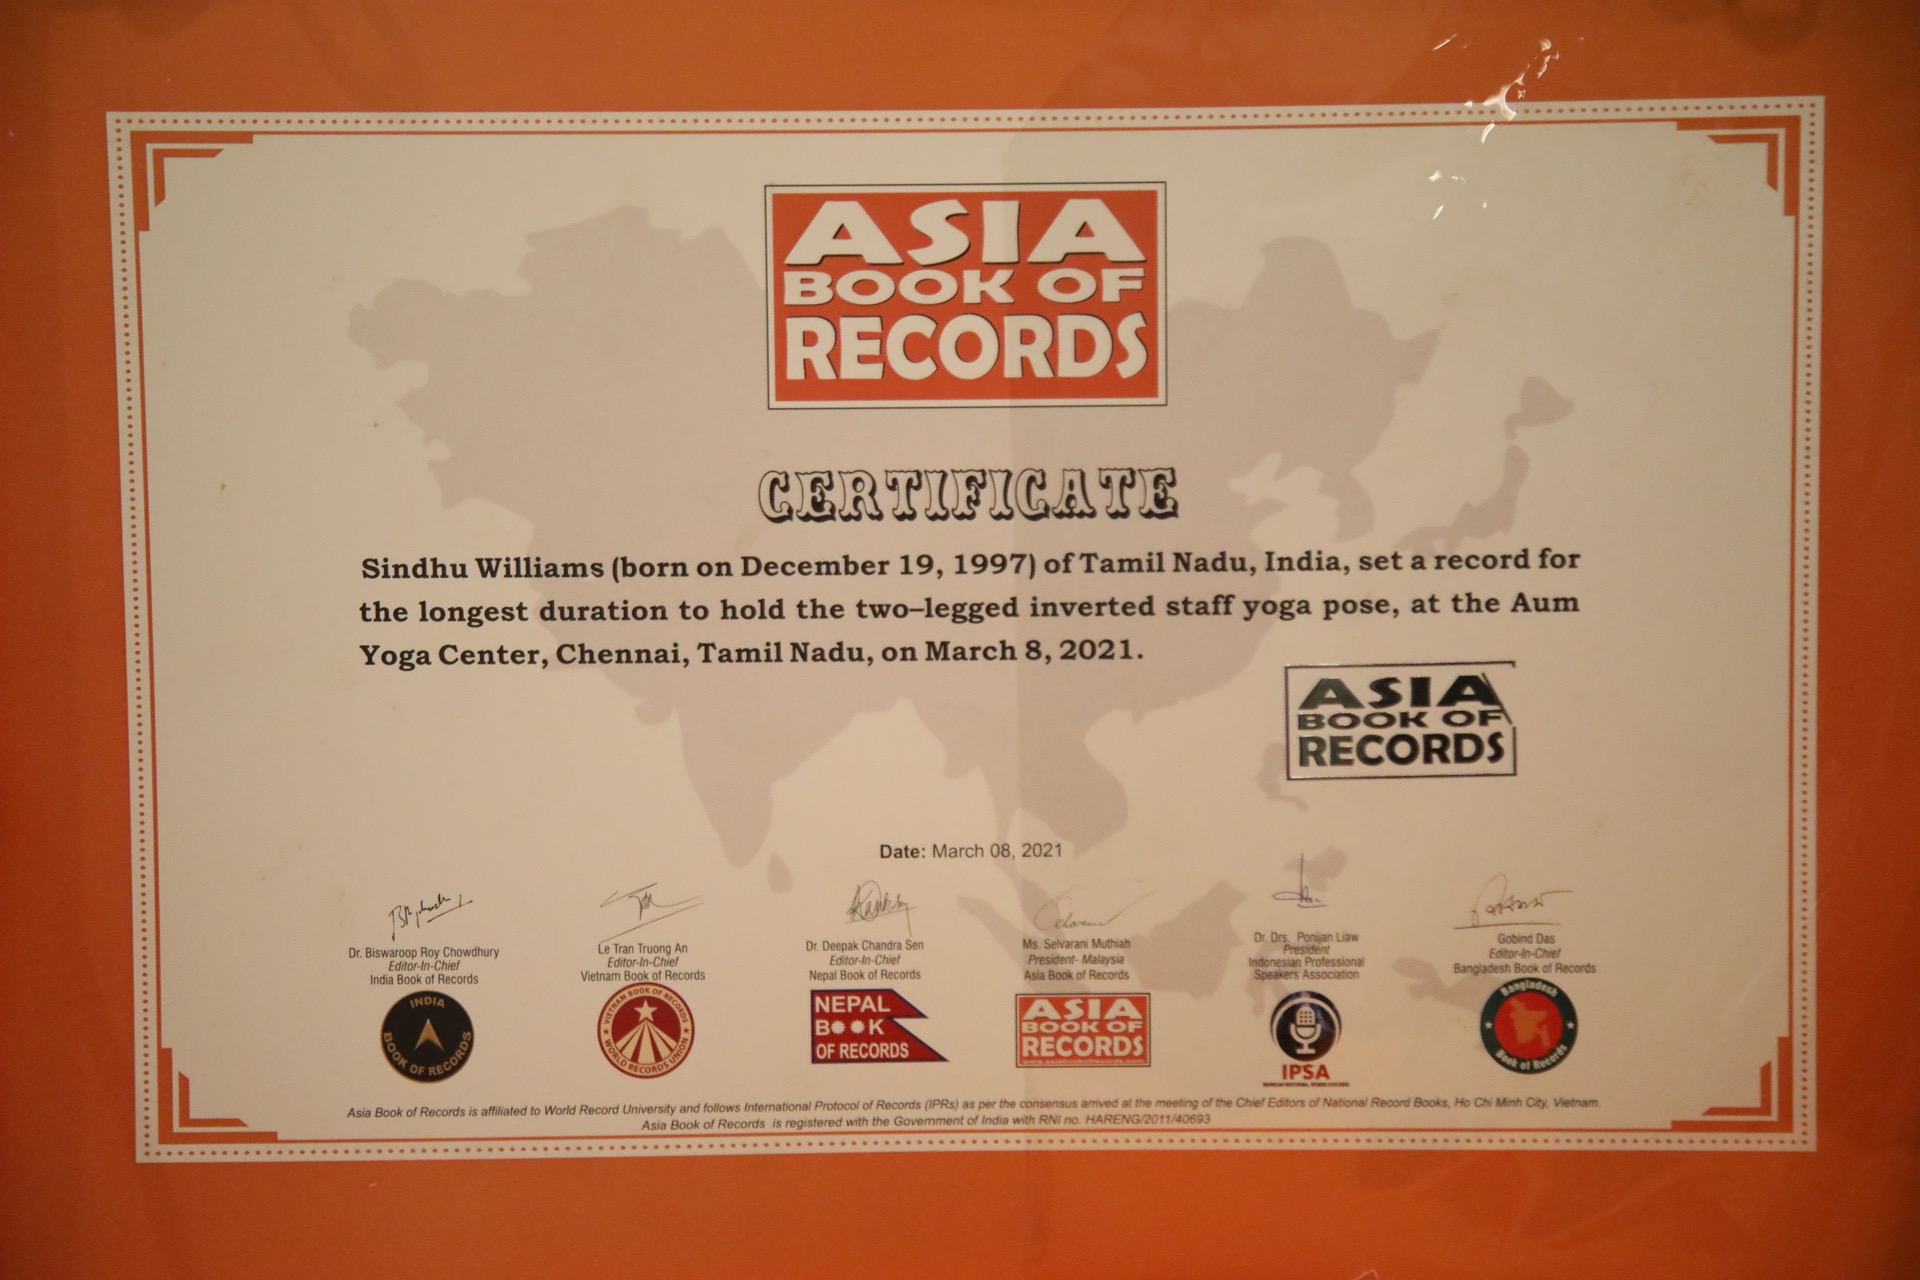 ASIA
BOOK OF
RECORDS
CERTIFICATE
Sindhu Williams (born on December 19, 1997) of Tamil Nadu, India, set a record for
the longest duration to hold the two–legged inverted staff yoga pose, at the Aum
Yoga Center, Chennai, Tamil Nadu, on March 8, 2021.
ASIA
BOOK OF
RECORDS
Date: March 08, 2021
Dr. Biswaroop Roy Chowdhury
Editor-In-Chief
India Book of Records
INDIA
BOOK OF RECORDS
Le Tran Truong An
Editor-In-Chief
Vietnam Book of Records
VIETNAM BOOK OF RECORDS
WORLD RECORDS UNION
Dr. Deepak Chandra Sen
Editor-In-Chief
Nepal Book of Records
NEPAL
BOOK
OF RECORDS
Ms. Selvarani Muthiah
President- Malaysia
Asia Book of Records
ASIA
BOOK OF
RECORDS
Dr. Drs. Ponijan Liaw
President
Indonesian Professional
Speakers Association
IPSA
Gobind Das
Editor-in-Chief
Bangladesh Book of Records
Bangladesh
Book of Records
Asia Book of Records is affiliated to World Record University and follows International Protocol of Records (IPRs) as per the consensus arrived at the meeting of the Chief Editors of National Record Books, Ho Chi Minh City, Vietnam.
Asia Book of Records is registered with the Government of India with RNI no. HARENG/2011/40693